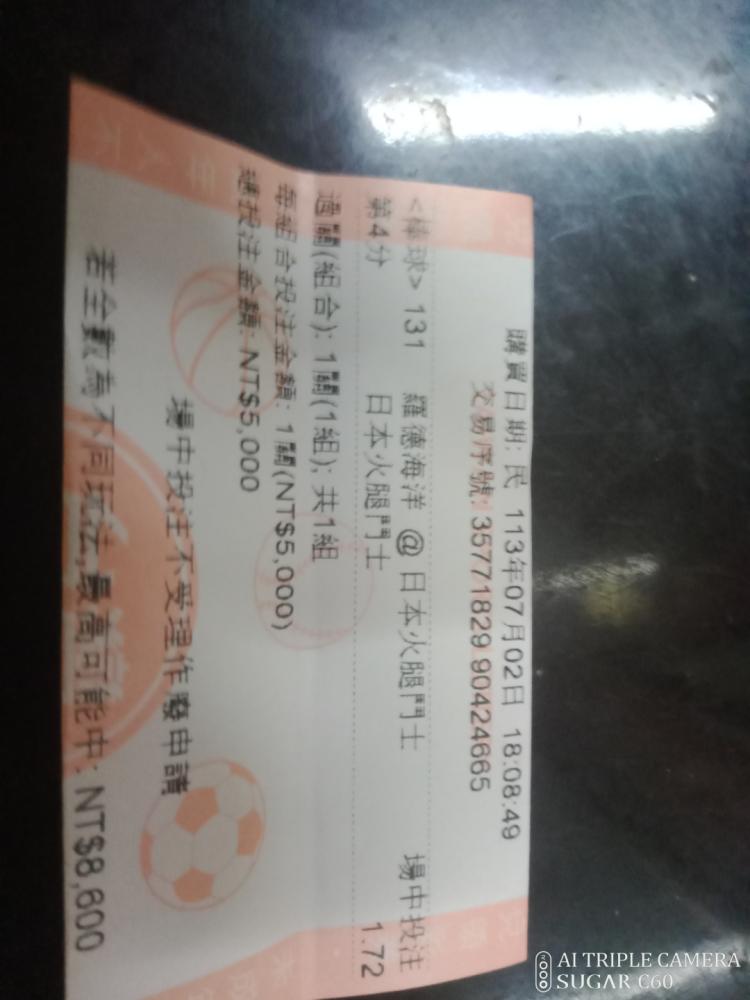 購買日期: 民 113年07月02日 18:08:49
交易序號: 35771829 90424665
<棒球> 131 羅德海洋 @ 日本火腿鬥士 場中投注
第4分 日本火腿鬥士 1.72
過關(組合): 1關(1組); 共1組
每組合投注金額: 1關(NT$5,000)
總投注金額: NT$5,000
場中投注不受理作廢申請
若全數為不同玩法,最高可能中: NT$8,600
AI TRIPLE CAMERA
SUGAR C60